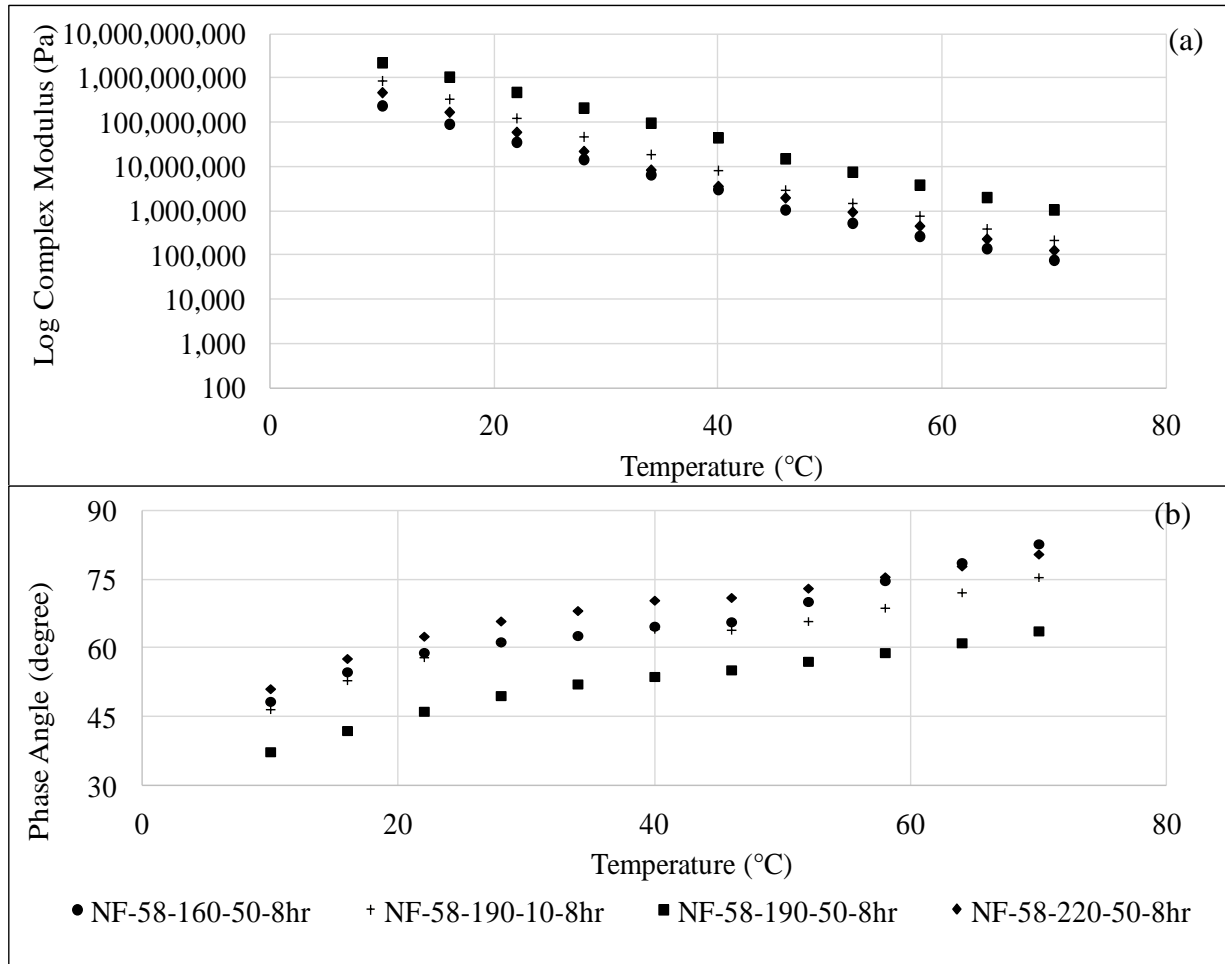 (a)
Log Complex Modulus (Pa)
10,000,000,000
1,000,000,000
100,000,000
10,000,000
1,000,000
100,000
10,000
1,000
100
0 20 40 60 80
Temperature (°C)
(b)
Phase Angle (degree)
90
75
60
45
30
0 20 40 60 80
Temperature (°C)
NF-58-160-50-8hr NF-58-190-10-8hr NF-58-190-50-8hr NF-58-220-50-8hr